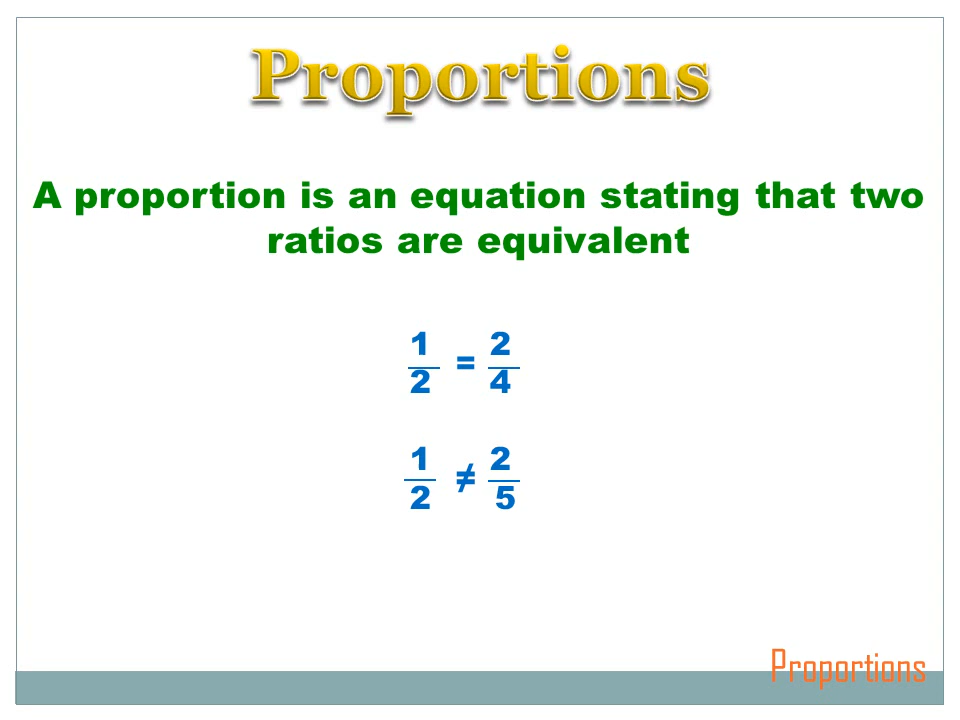 Proportions
A proportion is an equation stating that two
ratios are equivalent
1/2 = 2/4
1/2 ≠ 2/5
Proportions